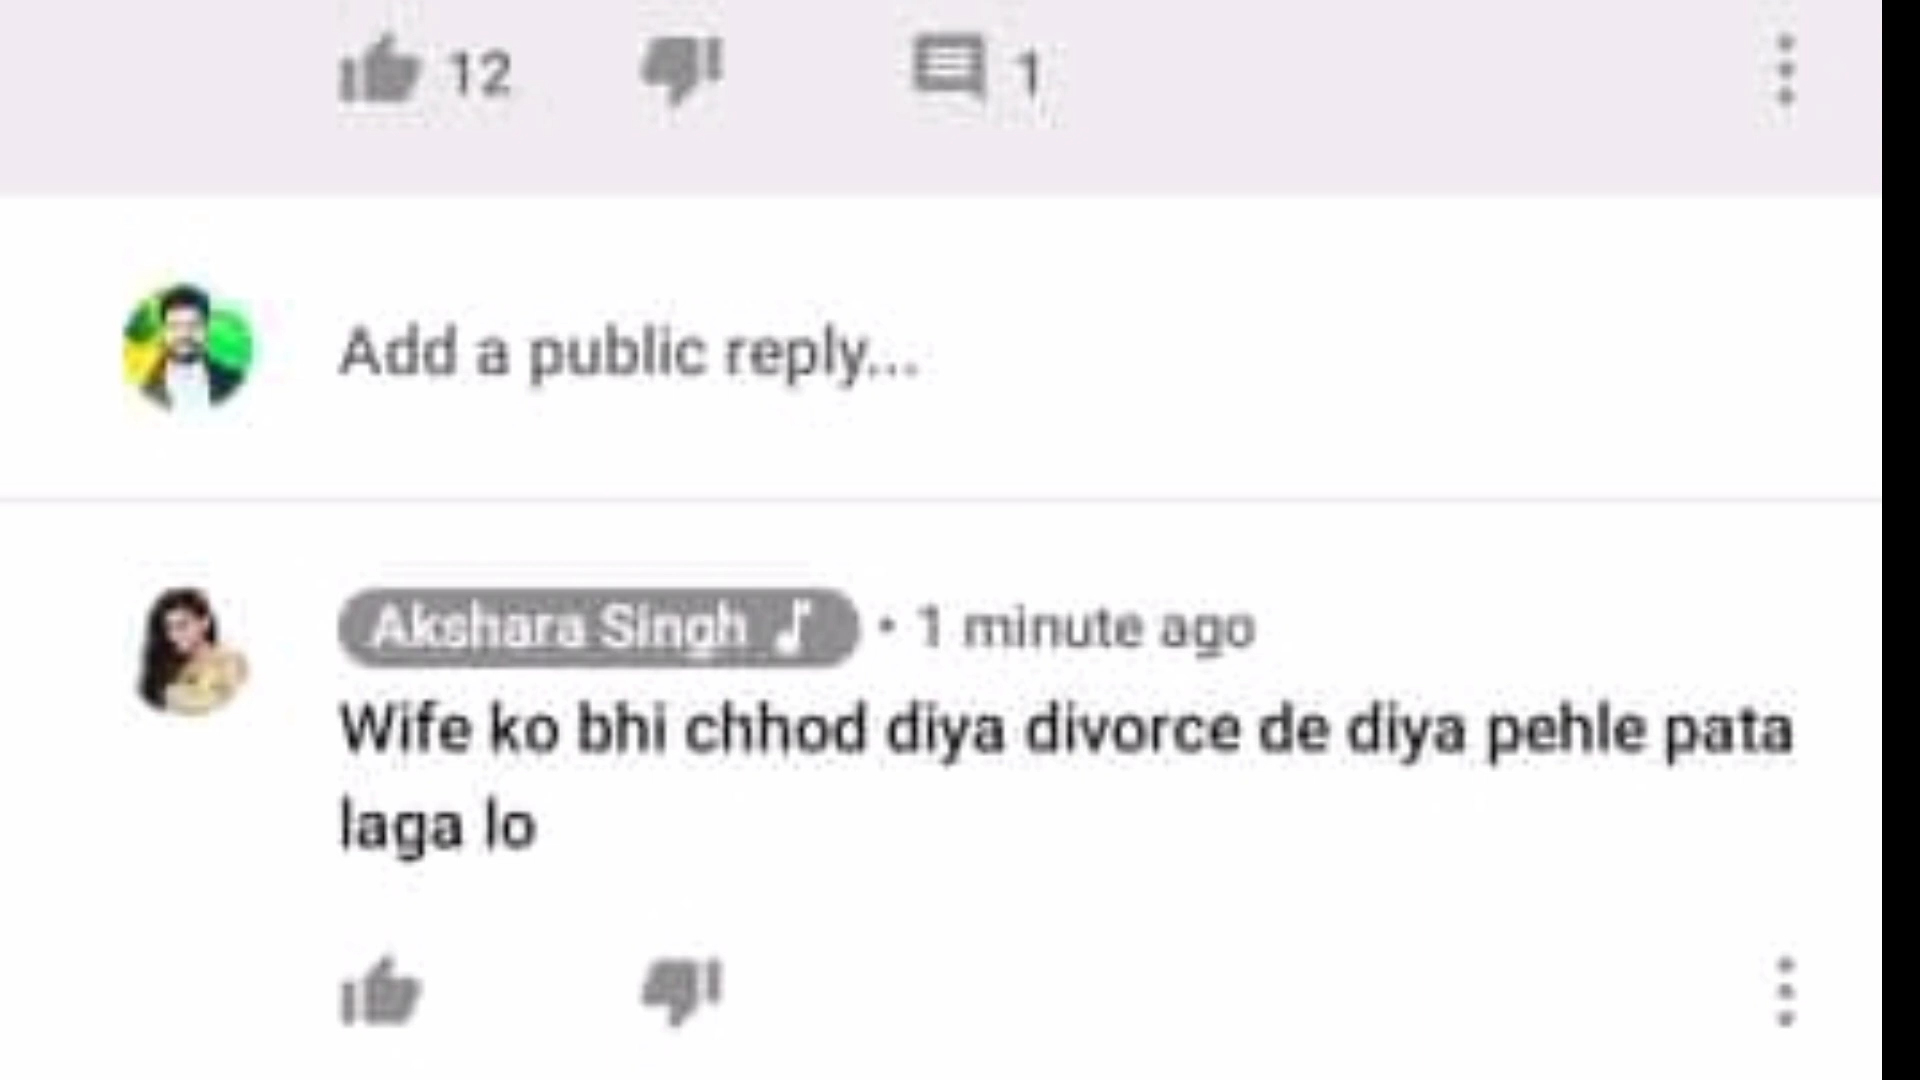 12 1
Add a public reply...
Akshara Singh ♪ • 1 minute ago
Wife ko bhi chhod diya divorce de diya pehle pata
laga lo